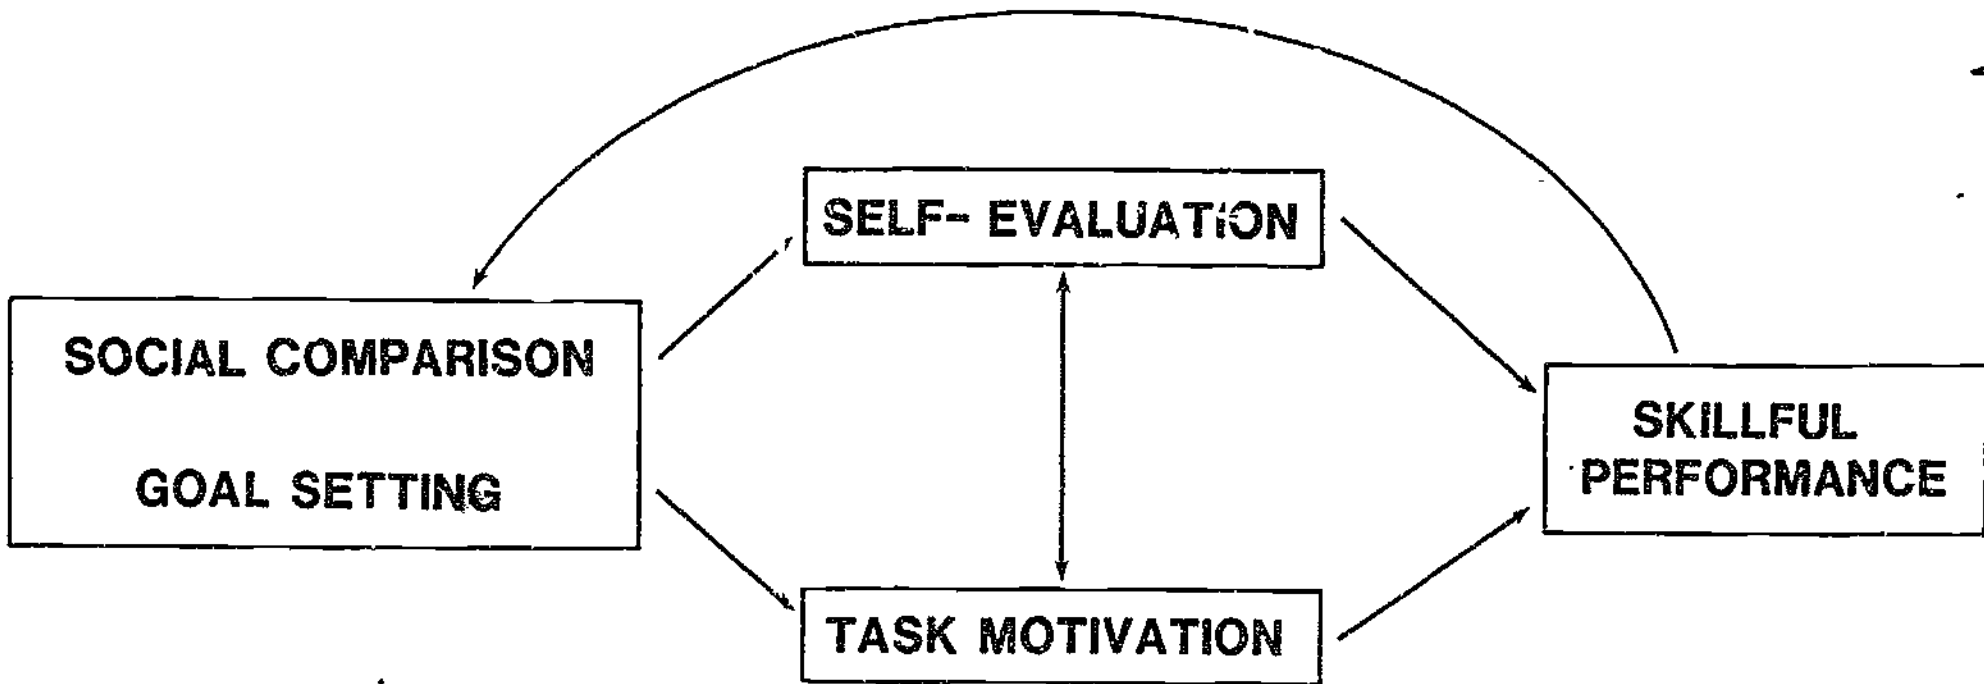 SELF- EVALUATION
SOCIAL COMPARISON
GOAL SETTING
SKILLFUL
PERFORMANCE
TASK MOTIVATION